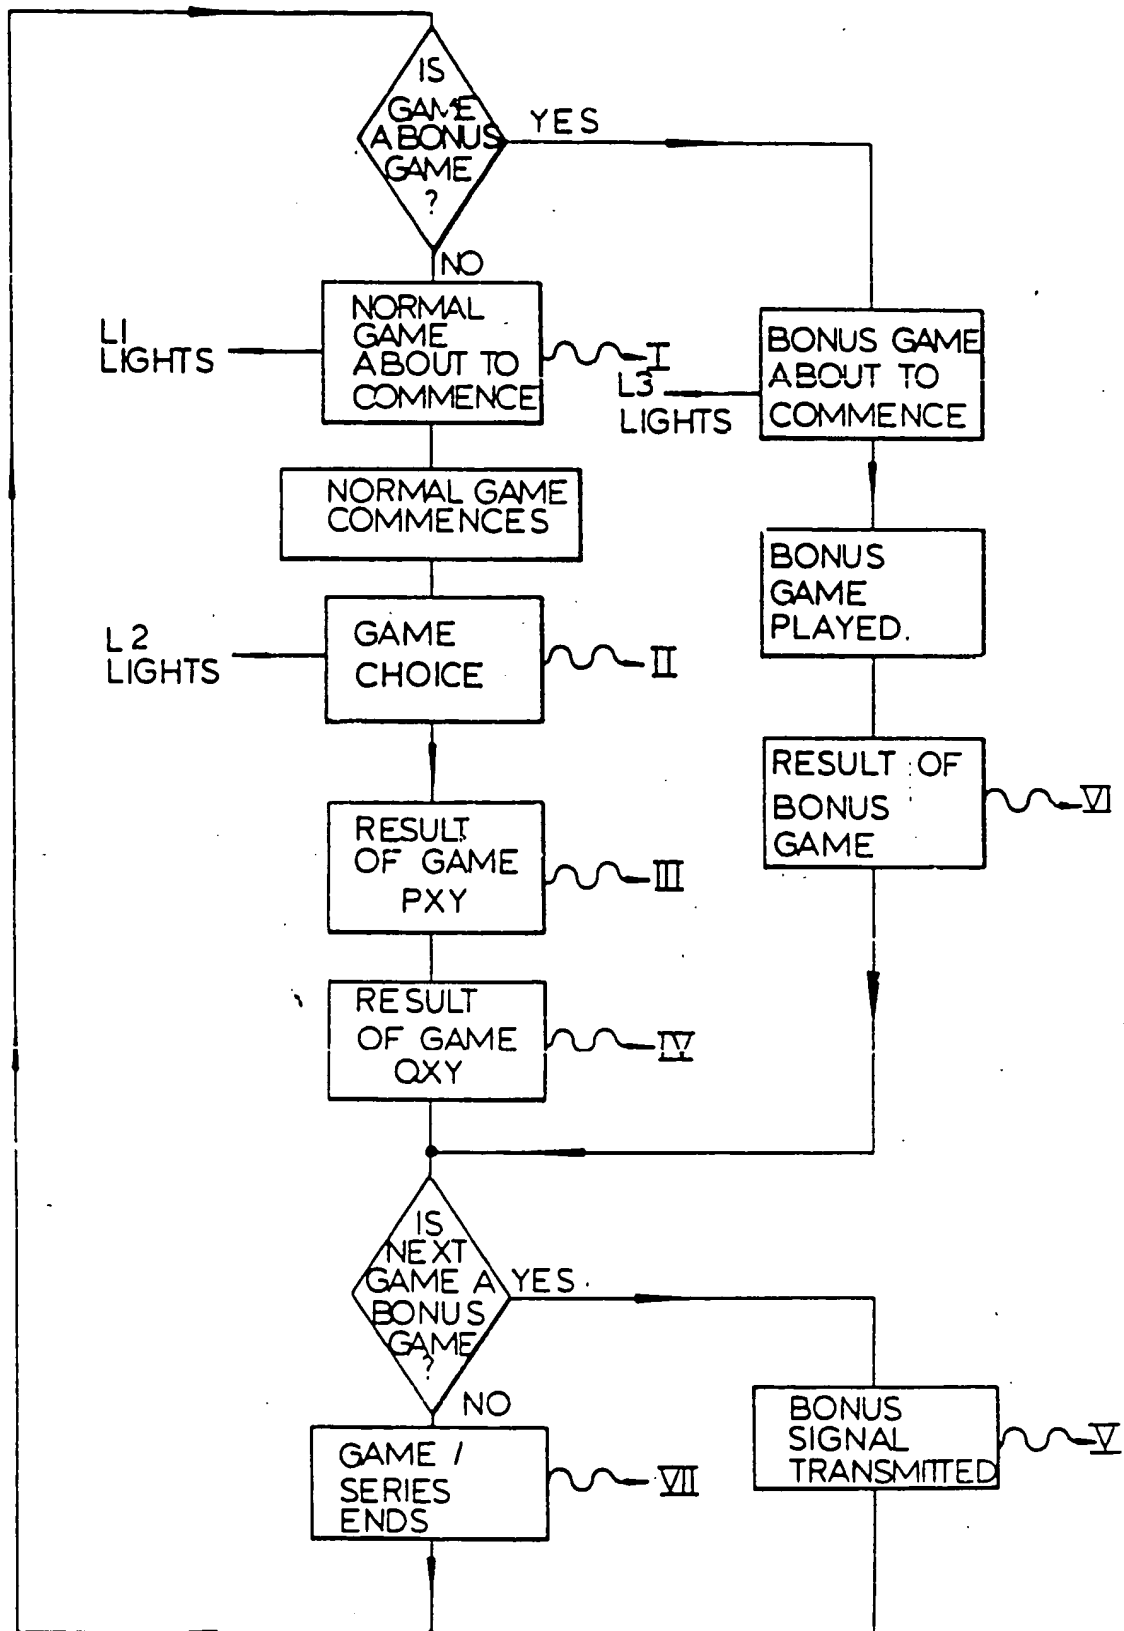 IS
GAME
A BONUS
GAME
?
YES
NO
NORMAL
GAME
ABOUT TO
COMMENCE
L1
LIGHTS
I
L3
LIGHTS
BONUS GAME
ABOUT TO
COMMENCE
NORMAL GAME
COMMENCES
BONUS
GAME
PLAYED.
GAME
CHOICE
L2
LIGHTS
II
RESULT OF
BONUS
GAME
VI
RESULT
OF GAME
PXY
III
RESULT
OF GAME
QXY
IV
IS
NEXT
GAME A
BONUS
GAME
?
YES.
NO
GAME /
SERIES
ENDS
VII
BONUS
SIGNAL
TRANSMITTED
V